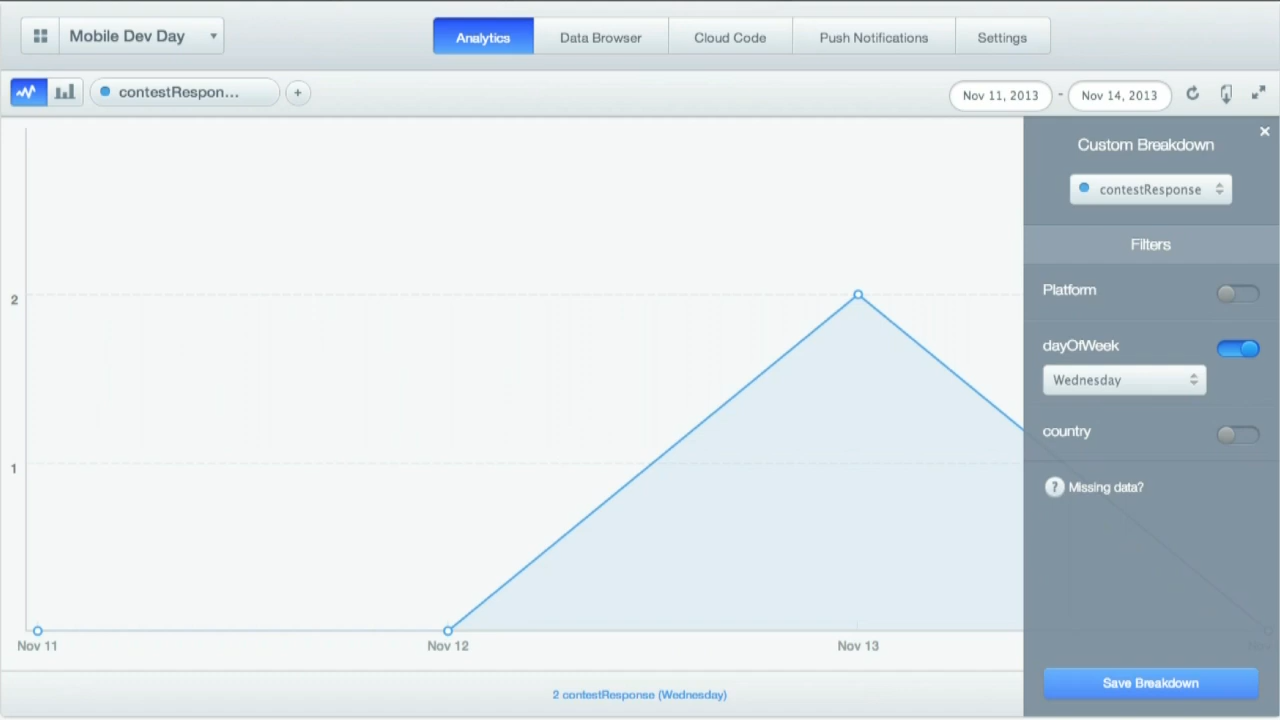 Mobile Dev Day
Analytics
Data Browser
Cloud Code
Push Notifications
Settings
contestRespon...
+
Nov 11, 2013 - Nov 14, 2013
Custom Breakdown
contestResponse
Filters
Platform
dayOfWeek
Wednesday
country
? Missing data?
Save Breakdown
2
1
Nov 11
Nov 12
Nov 13
Nov
2 contestResponse (Wednesday)